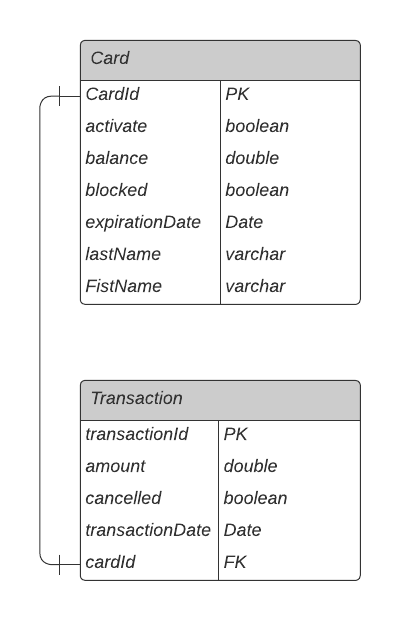 Card
CardId PK
activate boolean
balance double
blocked boolean
expirationDate Date
lastName varchar
FistName varchar
Transaction
transactionId PK
amount double
cancelled boolean
transactionDate Date
cardId FK